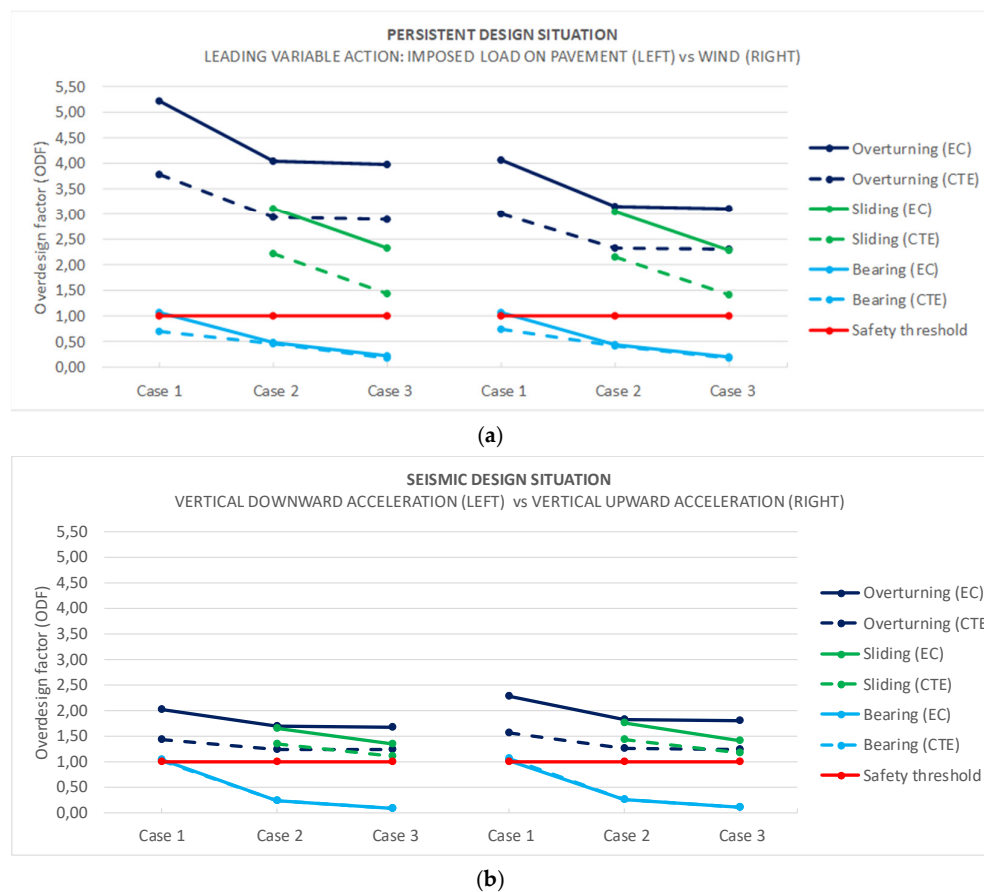 PERSISTENT DESIGN SITUATION
LEADING VARIABLE ACTION: IMPOSED LOAD ON PAVEMENT (LEFT) vs WIND (RIGHT)
Overdesign factor (ODF)
5,50
5,00
4,50
4,00
3,50
3,00
2,50
2,00
1,50
1,00
0,50
0,00
Case 1 Case 2 Case 3 Case 1 Case 2 Case 3
Overturning (EC)
Overturning (CTE)
Sliding (EC)
Sliding (CTE)
Bearing (EC)
Bearing (CTE)
Safety threshold
(a)
SEISMIC DESIGN SITUATION
VERTICAL DOWNWARD ACCELERATION (LEFT) vs VERTICAL UPWARD ACCELERATION (RIGHT)
Overdesign factor (ODF)
5,50
5,00
4,50
4,00
3,50
3,00
2,50
2,00
1,50
1,00
0,50
0,00
Case 1 Case 2 Case 3 Case 1 Case 2 Case 3
Overturning (EC)
Overturning (CTE
Sliding (EC)
Sliding (CTE)
Bearing (EC)
Bearing (CTE)
Safety threshold
(b)